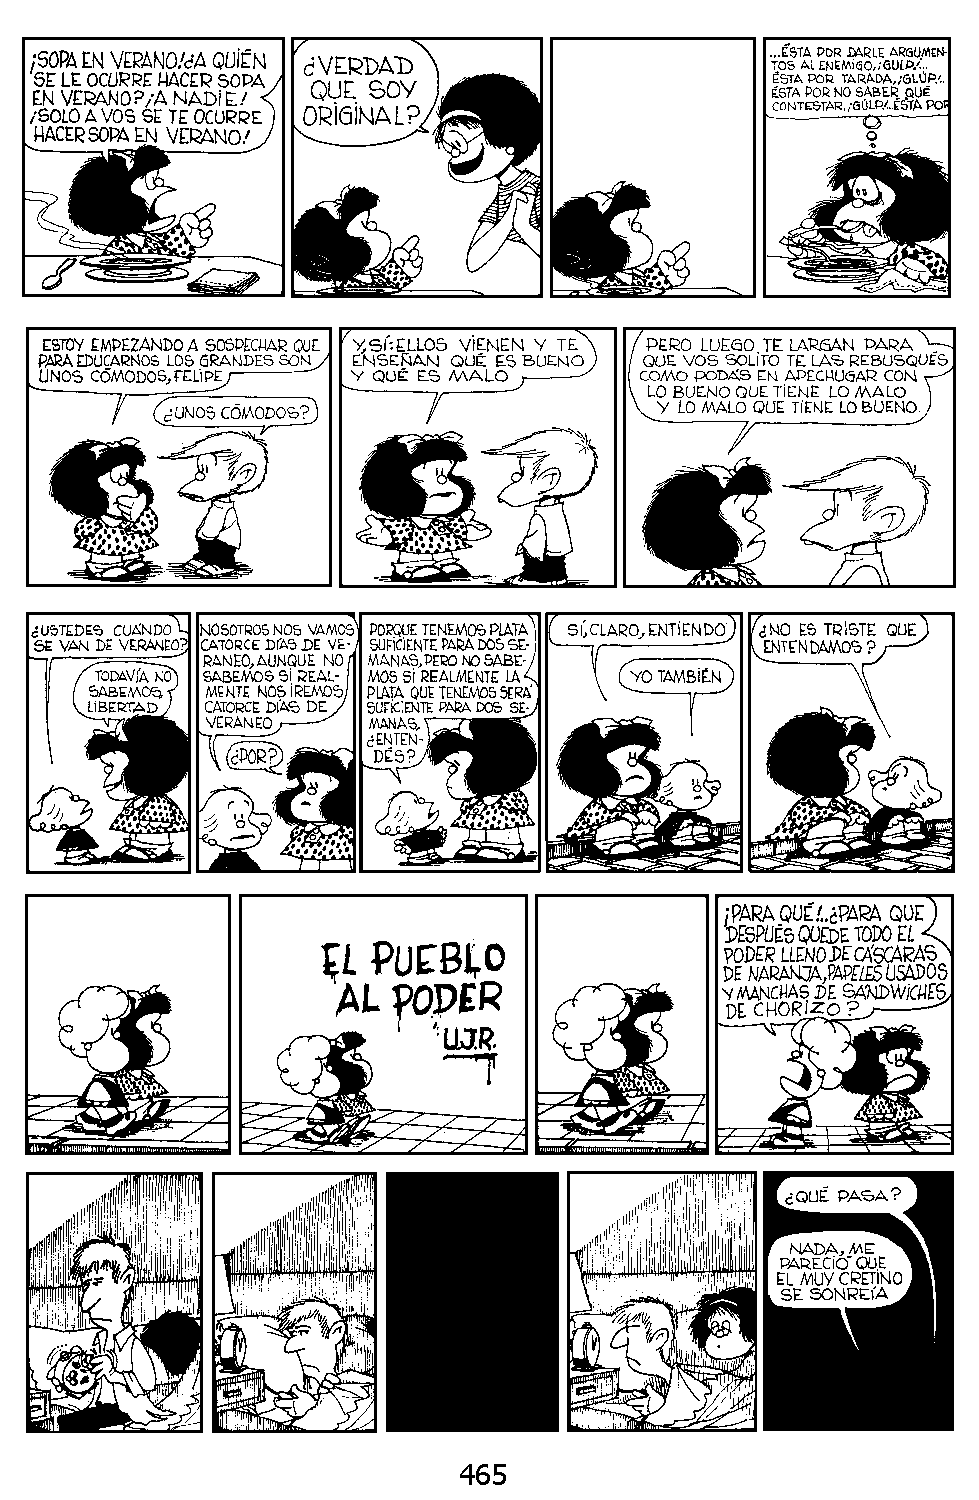 ¡SOPA EN VERANO!¿A QUIÉN
SE LE OCURRE HACER SOPA
EN VERANO?¡A NADIE!
¡SOLO A VOS SE TE OCURRE
HACER SOPA EN VERANO!
¿VERDAD
QUE SOY
ORIGINAL?
...ÉSTA POR DARLE ARGUMEN-
TOS AL ENEMIGO,¡GULP!...
ÉSTA POR TARADA,¡GLUP!...
ÉSTA POR NO SABER QUÉ
CONTESTAR,¡GULP!..ÉSTA POR
ESTOY EMPEZANDO A SOSPECHAR QUE
PARA EDUCARNOS LOS GRANDES SON
UNOS CÓMODOS, FELIPE
¿UNOS CÓMODOS?
Y,SÍ:ELLOS VIENEN Y TE
ENSEÑAN QUÉ ES BUENO
Y QUÉ ES MALO
PERO LUEGO, TE LARGAN PARA
QUE VOS SOLITO TE LAS REBUSQUÉS
COMO PODÁS EN APECHUGAR CON
LO BUENO QUE TIENE LO MALO
Y LO MALO QUE TIENE LO BUENO.
¿USTEDES CUÁNDO
SE VAN DE VERANEO?
TODAVÍA NO
SABEMOS,
LIBERTAD
NOSOTROS NOS VAMOS
CATORCE DÍAS DE VE-
RANEO, AUNQUE NO
SABEMOS SI REAL-
MENTE NOS IREMOS
CATORCE DÍAS DE
VERANEO
¿POR?
PORQUE TENEMOS PLATA
SUFICIENTE PARA DOS SE-
MANAS, PERO NO SABE-
MOS SI REALMENTE LA
PLATA QUE TENEMOS SERÁ
SUFICIENTE PARA DOS SE-
MANAS.
¿ENTEN-
DÉS?
SÍ, CLARO, ENTIENDO
YO TAMBIÉN
¿NO ES TRISTE QUE
ENTENDAMOS?
EL PUEBLO
AL PODER
U.J.R.
¡PARA QUÉ!..¿PARA QUE
DESPUÉS QUEDE TODO EL
PODER LLENO DE CÁSCARAS
DE NARANJA, PAPELES USADOS
Y MANCHAS DE SANDWICHES
DE CHORIZO?
¿QUÉ PASA?
NADA, ME
PARECIÓ QUE
EL MUY CRETINO
SE SONREÍA
465